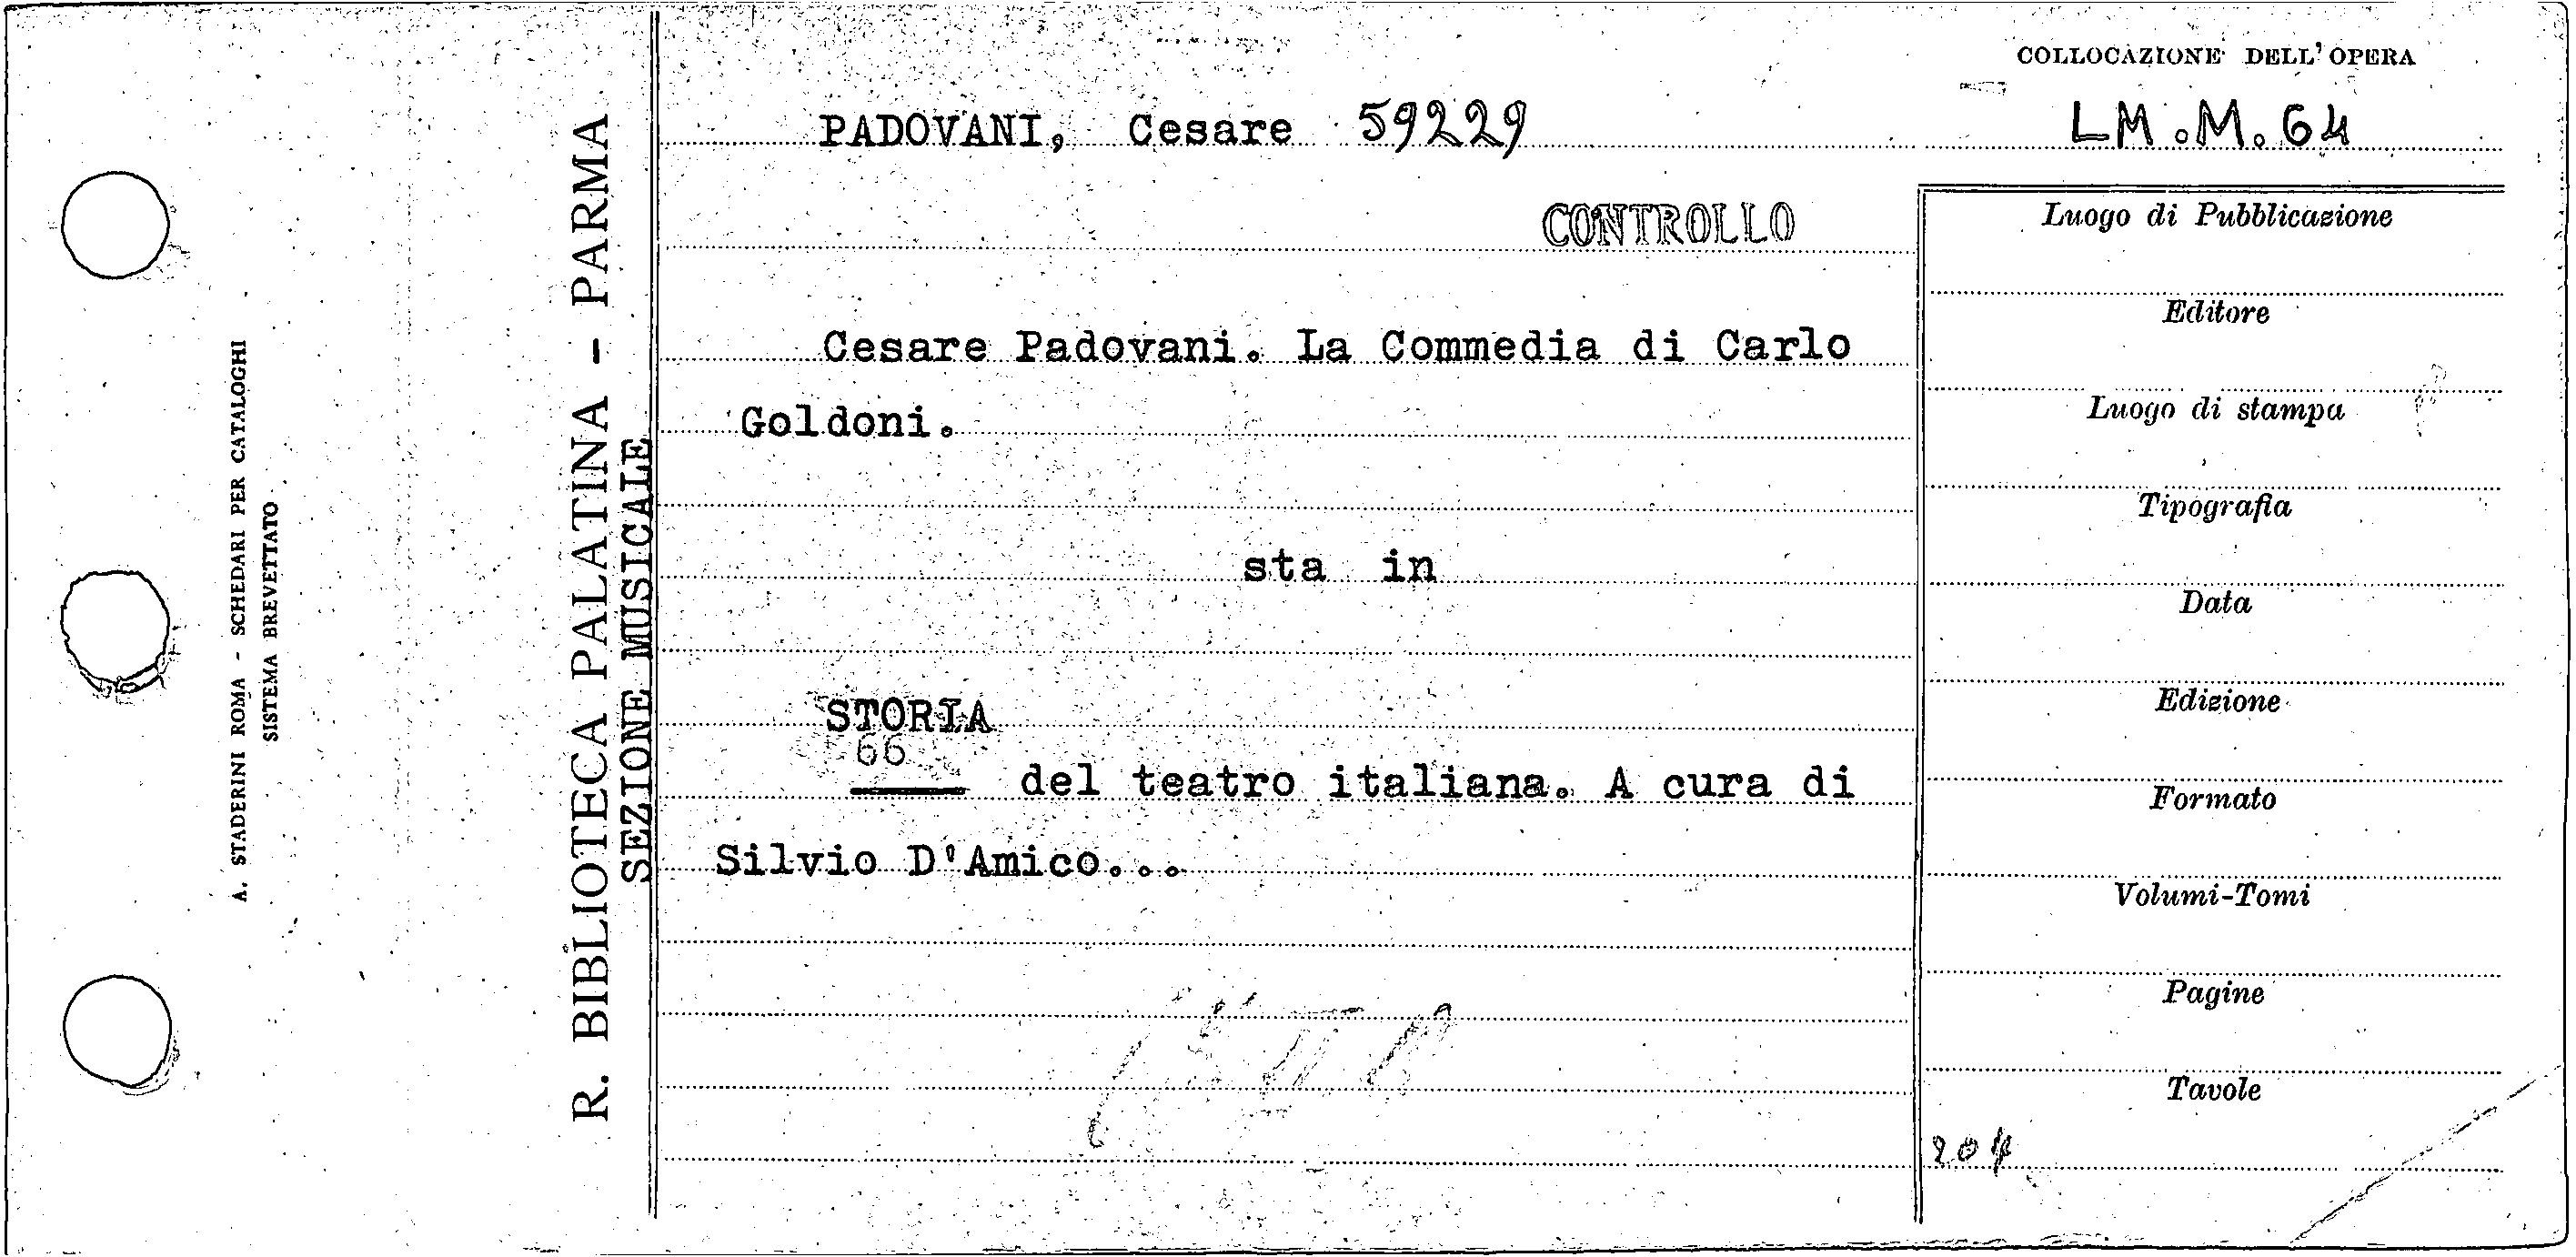 COLLOCAZIONE DELL'OPERA
PADOVANI, Cesare 59229
LM.M.64
CONTROLLO
Cesare Padovani. La Commedia di Carlo
Goldoni.
sta in
STORIA
66
del teatro italiana. A cura di
Silvio D'Amico...
Luogo di Pubblicazione
Editore
Luogo di stampa
Tipografia
Data
Edizione
Formato
Volumi-Tomi
Pagine
Tavole
204
R. BIBLIOTECA PALATINA - PARMA
SEZIONE MUSICALE
A. STADERINI ROMA - SCHEDARI PER CATALOGHI
SISTEMA BREVETTATO